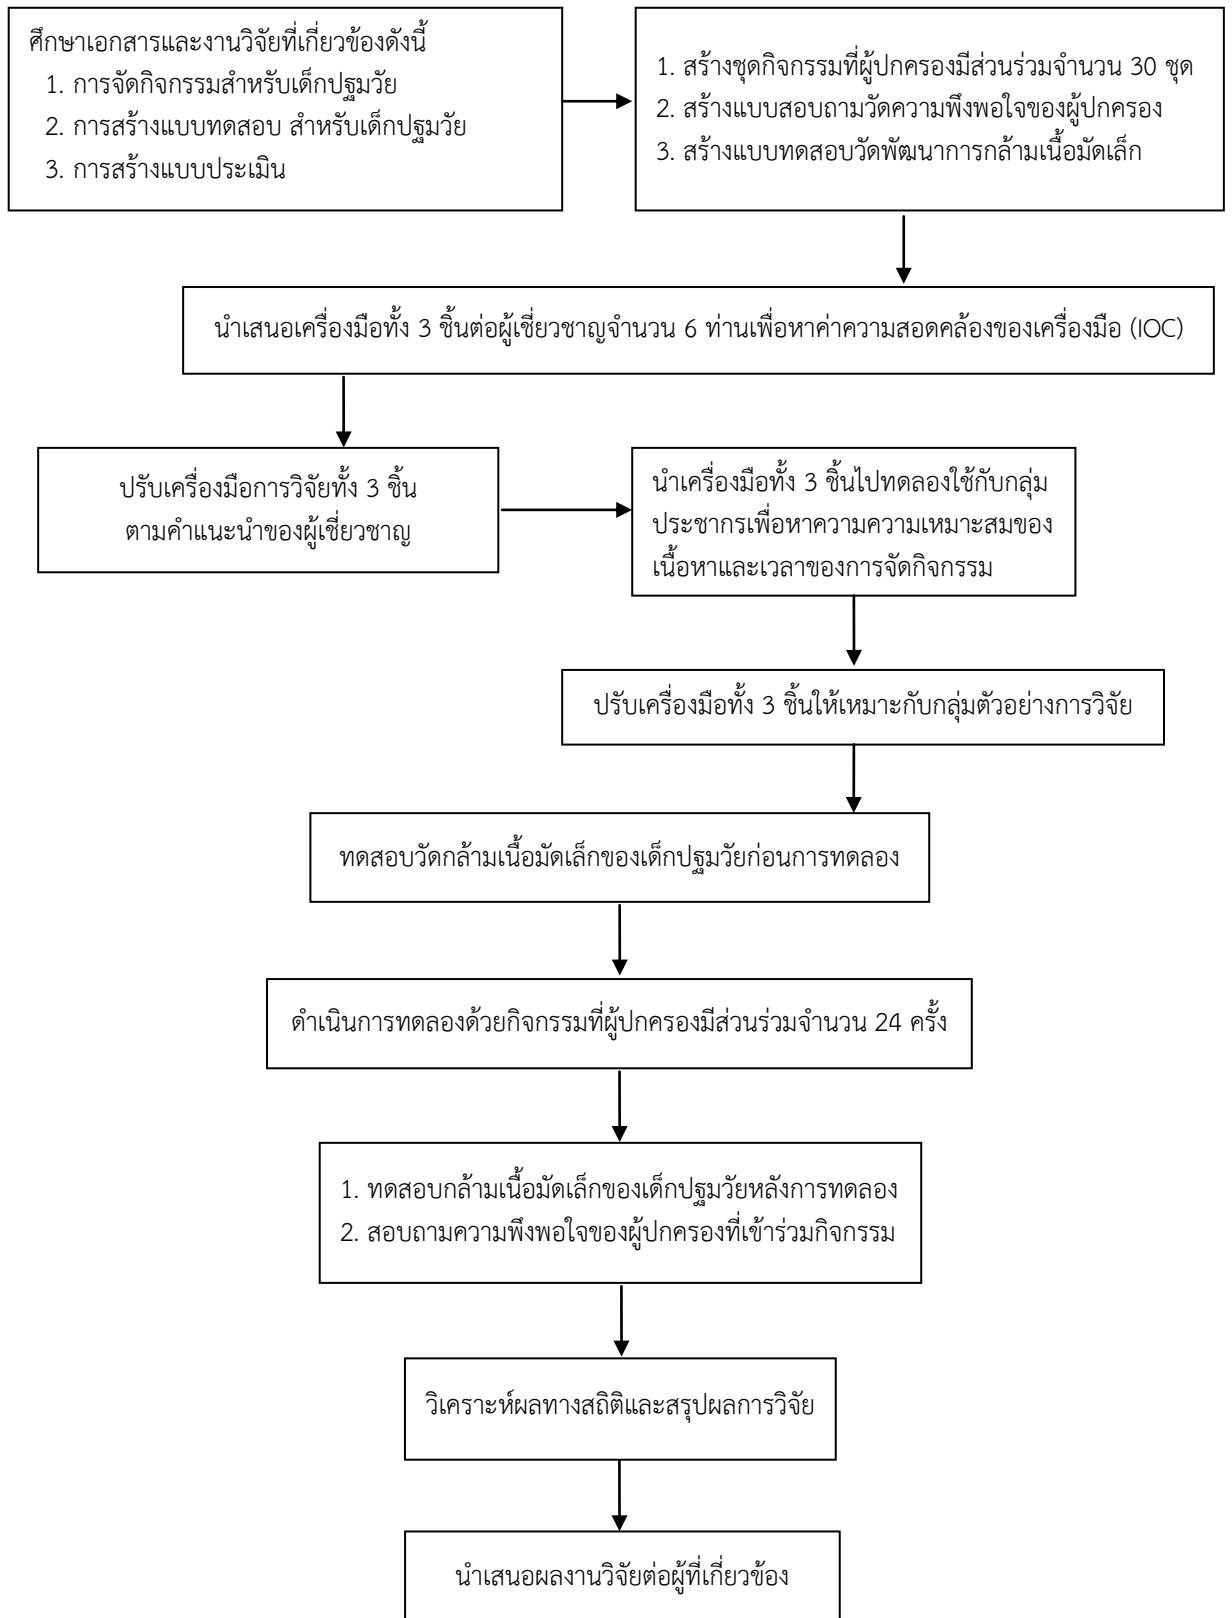 ศึกษาเอกสารและงานวิจัยที่เกี่ยวข้องดังนี้
1. การจัดกิจกรรมสำหรับเด็กปฐมวัย
2. การสร้างแบบทดสอบ สำหรับเด็กปฐมวัย
3. การสร้างแบบประเมิน
1. สร้างชุดกิจกรรมที่ผู้ปกครองมีส่วนร่วมจำนวน 30 ชุด
2. สร้างแบบสอบถามวัดความพึงพอใจของผู้ปกครอง
3. สร้างแบบทดสอบวัดพัฒนาการกล้ามเนื้อมัดเล็ก
นำเสนอเครื่องมือทั้ง 3 ชิ้นต่อผู้เชี่ยวชาญจำนวน 6 ท่านเพื่อหาค่าความสอดคล้องของเครื่องมือ (IOC)
ปรับเครื่องมือการวิจัยทั้ง 3 ชิ้น
ตามคำแนะนำของผู้เชี่ยวชาญ
นำเครื่องมือทั้ง 3 ชิ้นไปทดลองใช้กับกลุ่ม
ประชากรเพื่อหาความความเหมาะสมของ
เนื้อหาและเวลาของการจัดกิจกรรม
ปรับเครื่องมือทั้ง 3 ชิ้นให้เหมาะกับกลุ่มตัวอย่างการวิจัย
ทดสอบวัดกล้ามเนื้อมัดเล็กของเด็กปฐมวัยก่อนการทดลอง
ดำเนินการทดลองด้วยกิจกรรมที่ผู้ปกครองมีส่วนร่วมจำนวน 24 ครั้ง
1. ทดสอบกล้ามเนื้อมัดเล็กของเด็กปฐมวัยหลังการทดลอง
2. สอบถามความพึงพอใจของผู้ปกครองที่เข้าร่วมกิจกรรม
วิเคราะห์ผลทางสถิติและสรุปผลการวิจัย
นำเสนอผลงานวิจัยต่อผู้ที่เกี่ยวข้อง